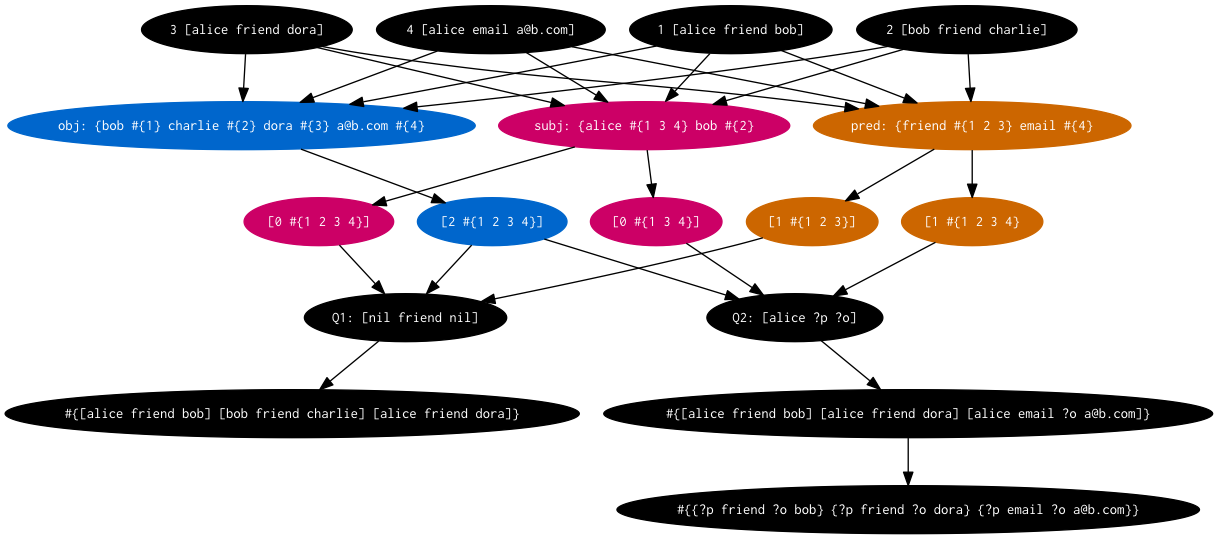 3 [alice friend dora]
4 [alice email a@b.com]
1 [alice friend bob]
2 [bob friend charlie]
obj: {bob #{1} charlie #{2} dora #{3} a@b.com #{4}
subj: {alice #{1 3 4} bob #{2}
pred: {friend #{1 2 3} email #{4}
[0 #{1 2 3 4}]
[2 #{1 2 3 4}]
[0 #{1 3 4}]
[1 #{1 2 3}]
[1 #{1 2 3 4}
Q1: [nil friend nil]
Q2: [alice ?p ?o]
#{[alice friend bob] [bob friend charlie] [alice friend dora]}
#{[alice friend bob] [alice friend dora] [alice email ?o a@b.com]}
#{{?p friend ?o bob} {?p friend ?o dora} {?p email ?o a@b.com}}